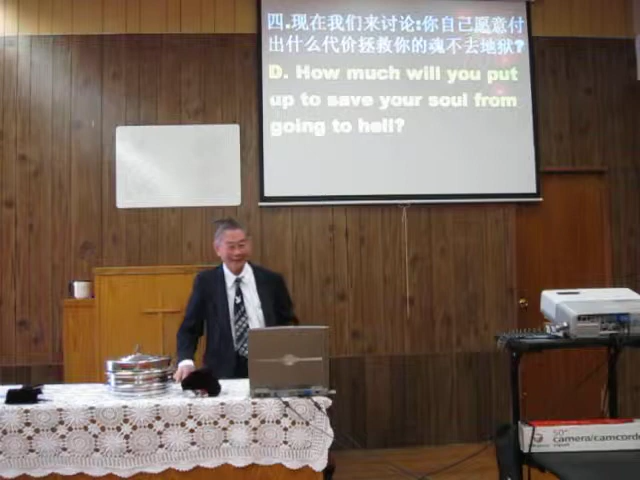 四.现在我们来讨论:你自己愿意付
出什么代价拯救你的魂不去地狱?
D. How much will you put
up to save your soul from
going to hell?
camera/camcorde